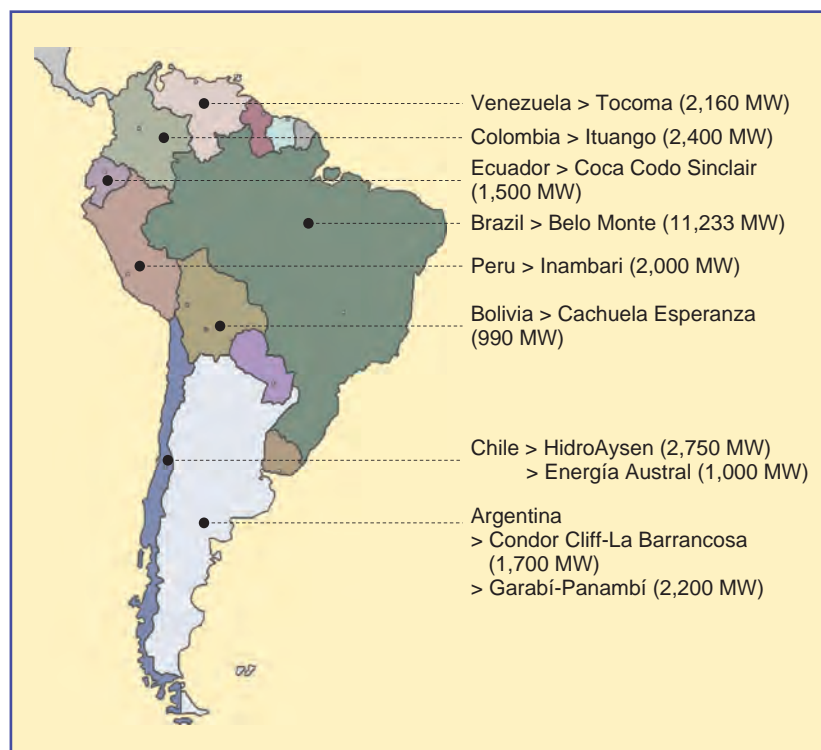 Venezuela > Tocoma (2,160 MW)
Colombia > Ituango (2,400 MW)
Ecuador > Coca Codo Sinclair
(1,500 MW)
Brazil > Belo Monte (11,233 MW)
Peru > Inambari (2,000 MW)
Bolivia > Cachuela Esperanza
(990 MW)
Chile > HidroAysen (2,750 MW)
> Energía Austral (1,000 MW)
Argentina
> Condor Cliff-La Barrancosa
(1,700 MW)
> Garabí-Panambí (2,200 MW)